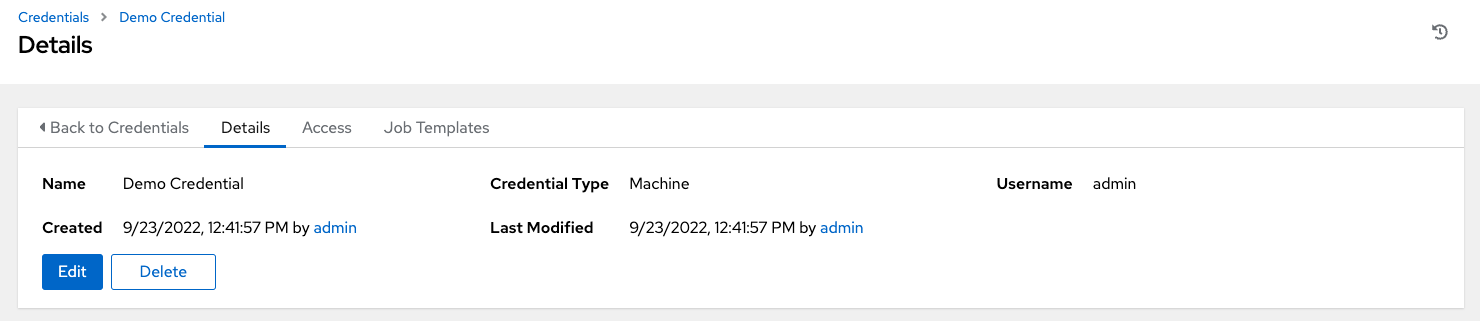 Credentials > Demo Credential
Details
Back to Credentials Details Access Job Templates
Name Demo Credential Credential Type Machine Username admin
Created 9/23/2022, 12:41:57 PM by admin Last Modified 9/23/2022, 12:41:57 PM by admin
Edit Delete